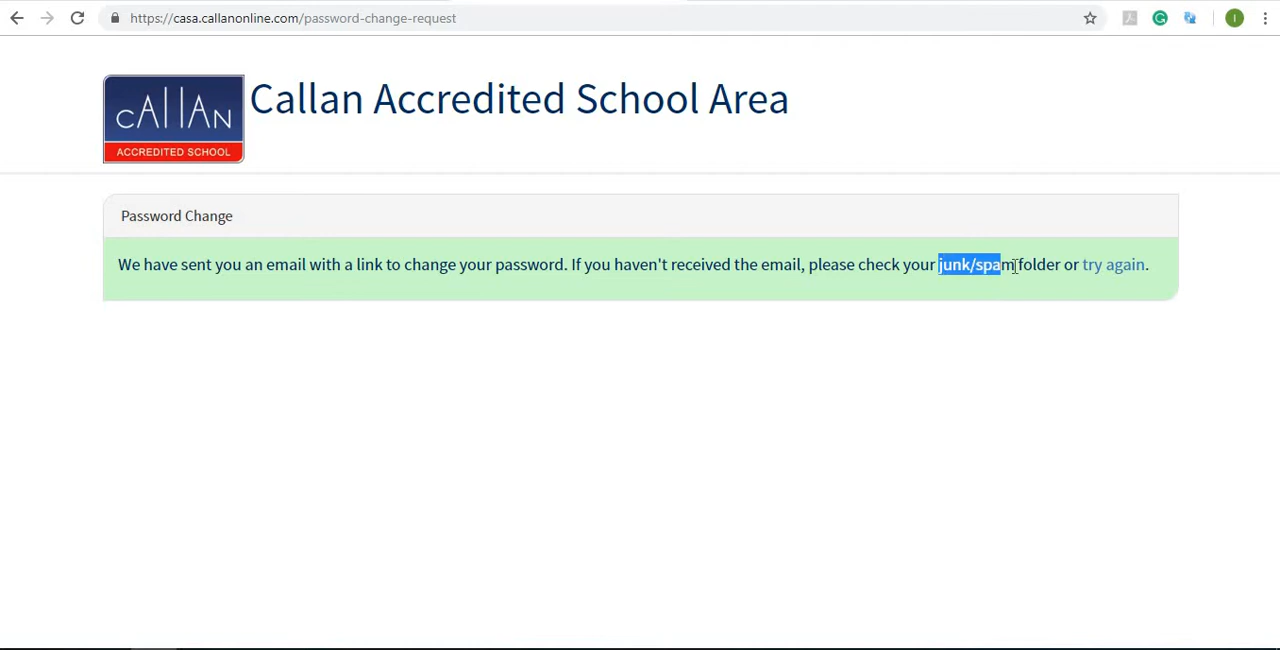 https://casa.callanonline.com/password-change-request
I
CALLAN
ACCREDITED SCHOOL
Callan Accredited School Area
Password Change
We have sent you an email with a link to change your password. If you haven't received the email, please check your junk/spam folder or try again.